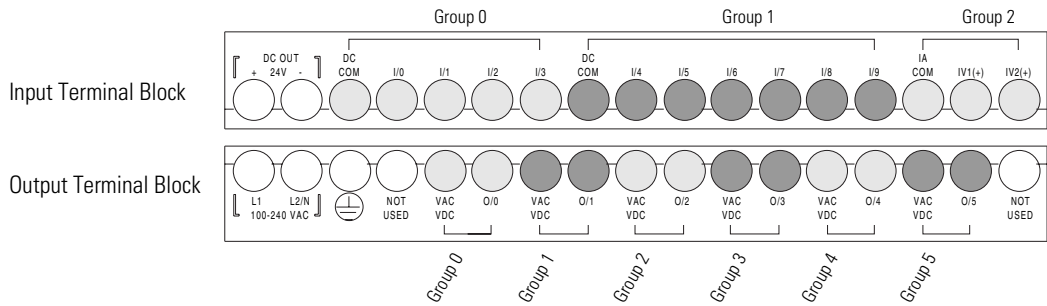 Group 0
Group 1
Group 2
Input Terminal Block
DC OUT
+ 24V -
DC
COM
I/0
I/1
I/2
I/3
DC
COM
I/4
I/5
I/6
I/7
I/8
I/9
IA
COM
IV1(+)
IV2(+)
Output Terminal Block
L1
L2/N
100-240 VAC
NOT
USED
VAC
VDC
O/0
VAC
VDC
O/1
VAC
VDC
O/2
VAC
VDC
O/3
VAC
VDC
O/4
VAC
VDC
O/5
NOT
USED
Group 0
Group 1
Group 2
Group 3
Group 4
Group 5